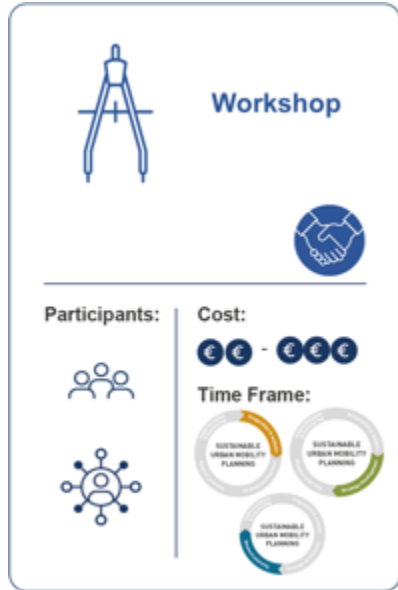 Workshop
Participants:
Cost:
€€ - €€€
Time Frame:
SUSTAINABLE
URBAN MOBILITY
PLANNING
SUSTAINABLE
URBAN MOBILITY
PLANNING
SUSTAINABLE
URBAN MOBILITY
PLANNING